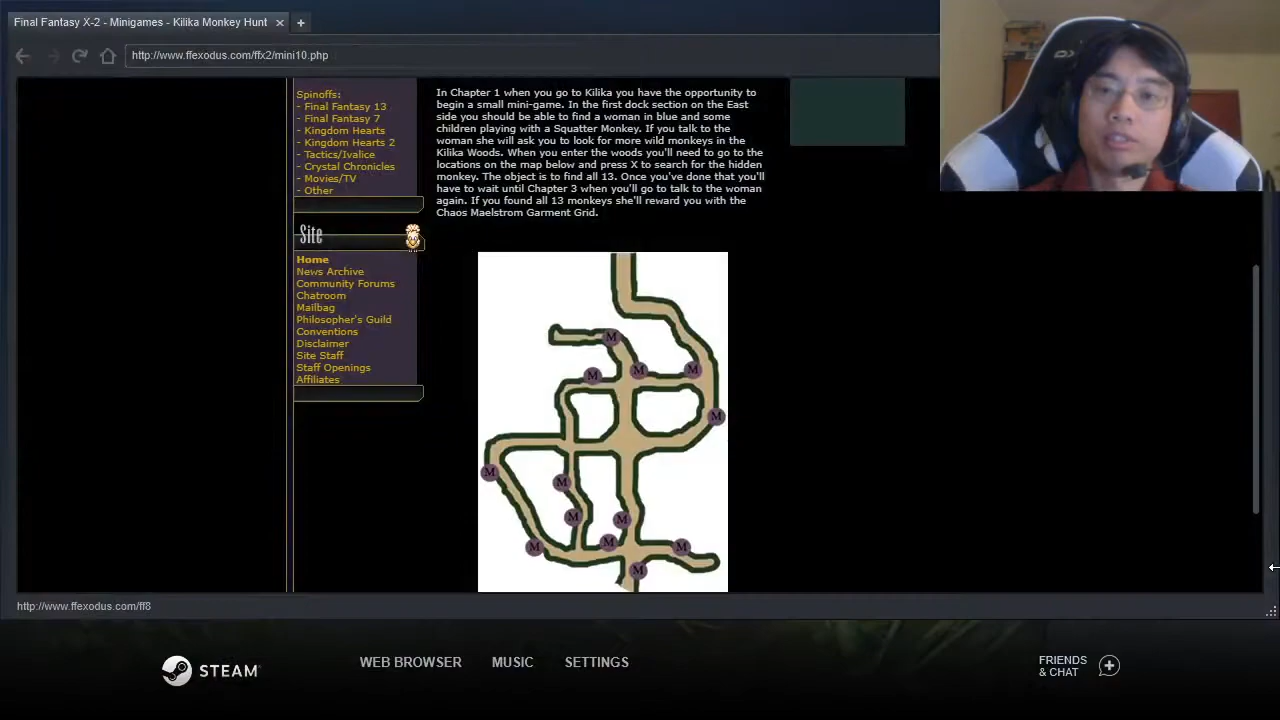 Final Fantasy X-2 - Minigames - Kilika Monkey Hunt
http://www.ffexodus.com/ffx2/mini10.php
Spinoffs:
- Final Fantasy 13
- Final Fantasy 7
- Kingdom Hearts
- Kingdom Hearts 2
- Tactics/Ivalice
- Crystal Chronicles
- Movies/TV
- Other
Site
Home
News Archive
Community Forums
Chatroom
Mailbag
Philosopher's Guild
Conventions
Disclaimer
Site Staff
Staff Openings
Affiliates
In Chapter 1 when you go to Kilika you have the opportunity to
begin a small mini-game. In the first dock section on the East
side you should be able to find a woman in blue and some
children playing with a Squatter Monkey. If you talk to the
woman she will ask you to look for more wild monkeys in the
Kilika Woods. When you enter the woods you'll need to go to the
locations on the map below and press X to search for the hidden
monkey. The object is to find all 13. Once you've done that you'll
have to wait until Chapter 3 when you'll go to talk to the woman
again. If you found all 13 monkeys she'll reward you with the
Chaos Maelstrom Garment Grid.
M
M
M
M
M
M
M
M
M
M
M
M
M
http://www.ffexodus.com/ff8
STEAM
WEB BROWSER
MUSIC
SETTINGS
FRIENDS
& CHAT